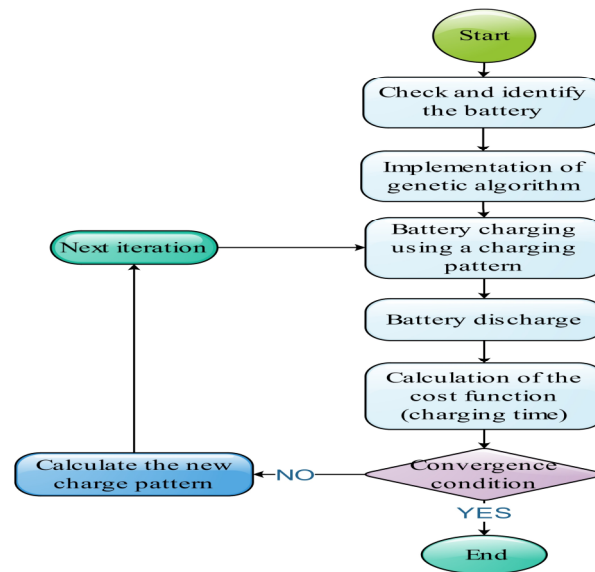 Start
Check and identify
the battery
Implementation of
genetic algorithm
Next iteration
Battery charging
using a charging
pattern
Battery discharge
Calculation of the
cost function
(charging time)
Convergence
condition
NO
Calculate the new
charge pattern
YES
End